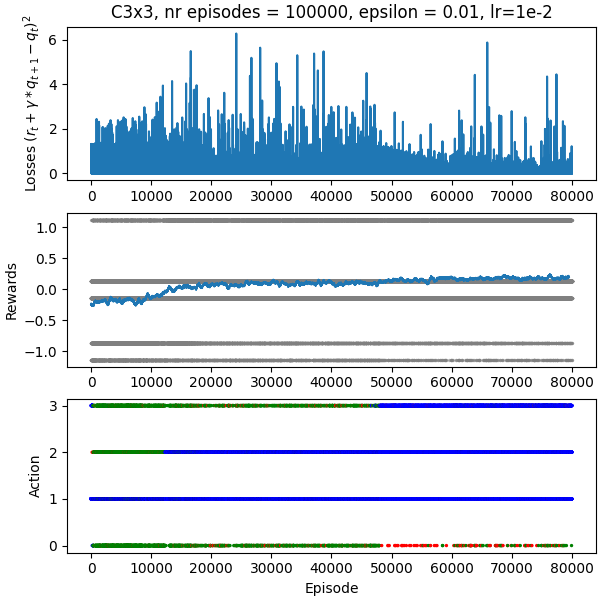 C3x3, nr episodes = 100000, epsilon = 0.01, lr=1e-2
Losses (r_t + γ * q_{t+1} − q_t)^2
6
4
2
0
0 10000 20000 30000 40000 50000 60000 70000 80000
Rewards
1.0
0.5
0.0
−0.5
−1.0
0 10000 20000 30000 40000 50000 60000 70000 80000
Action
3
2
1
0
0 10000 20000 30000 40000 50000 60000 70000 80000
Episode